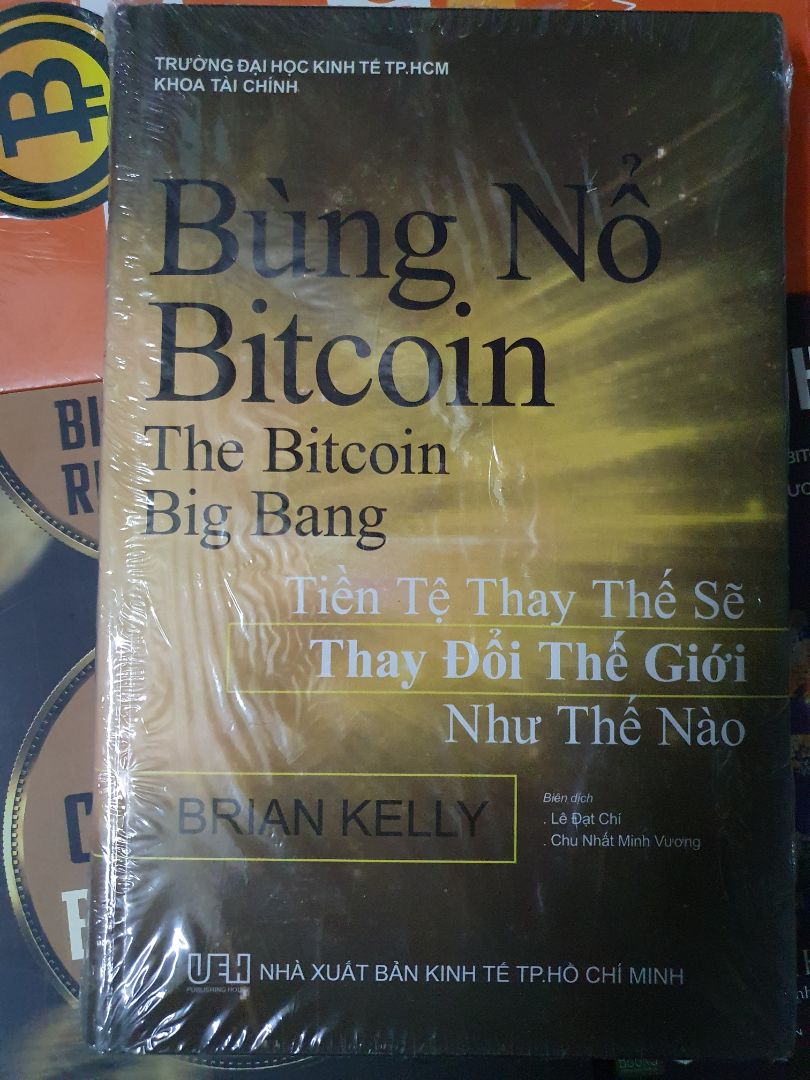 TRƯỜNG ĐẠI HỌC KINH TẾ TP.HCM
KHOA TÀI CHÍNH
Bùng Nổ
Bitcoin
The Bitcoin
Big Bang
Tiền Tệ Thay Thế Sẽ
Thay Đổi Thế Giới
Như Thế Nào
BRIAN KELLY
Biên dịch
. Lê Đạt Chí
. Chu Nhất Minh Vương
UEH
PUBLISHING HOUSE
NHÀ XUẤT BẢN KINH TẾ TP.HỒ CHÍ MINH